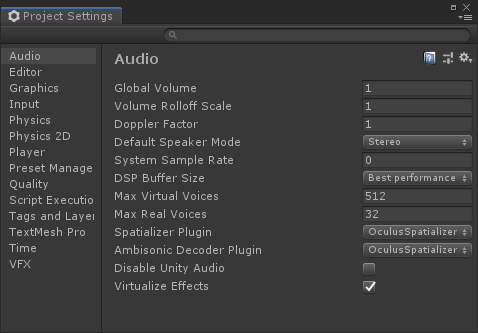 Project Settings
Audio
Editor
Graphics
Input
Physics
Physics 2D
Player
Preset Manage
Quality
Script Executio
Tags and Layer
TextMesh Pro
Time
VFX
Audio
Global Volume 1
Volume Rolloff Scale 1
Doppler Factor 1
Default Speaker Mode Stereo
System Sample Rate 0
DSP Buffer Size Best performance
Max Virtual Voices 512
Max Real Voices 32
Spatializer Plugin OculusSpatializer
Ambisonic Decoder Plugin OculusSpatializer
Disable Unity Audio
Virtualize Effects